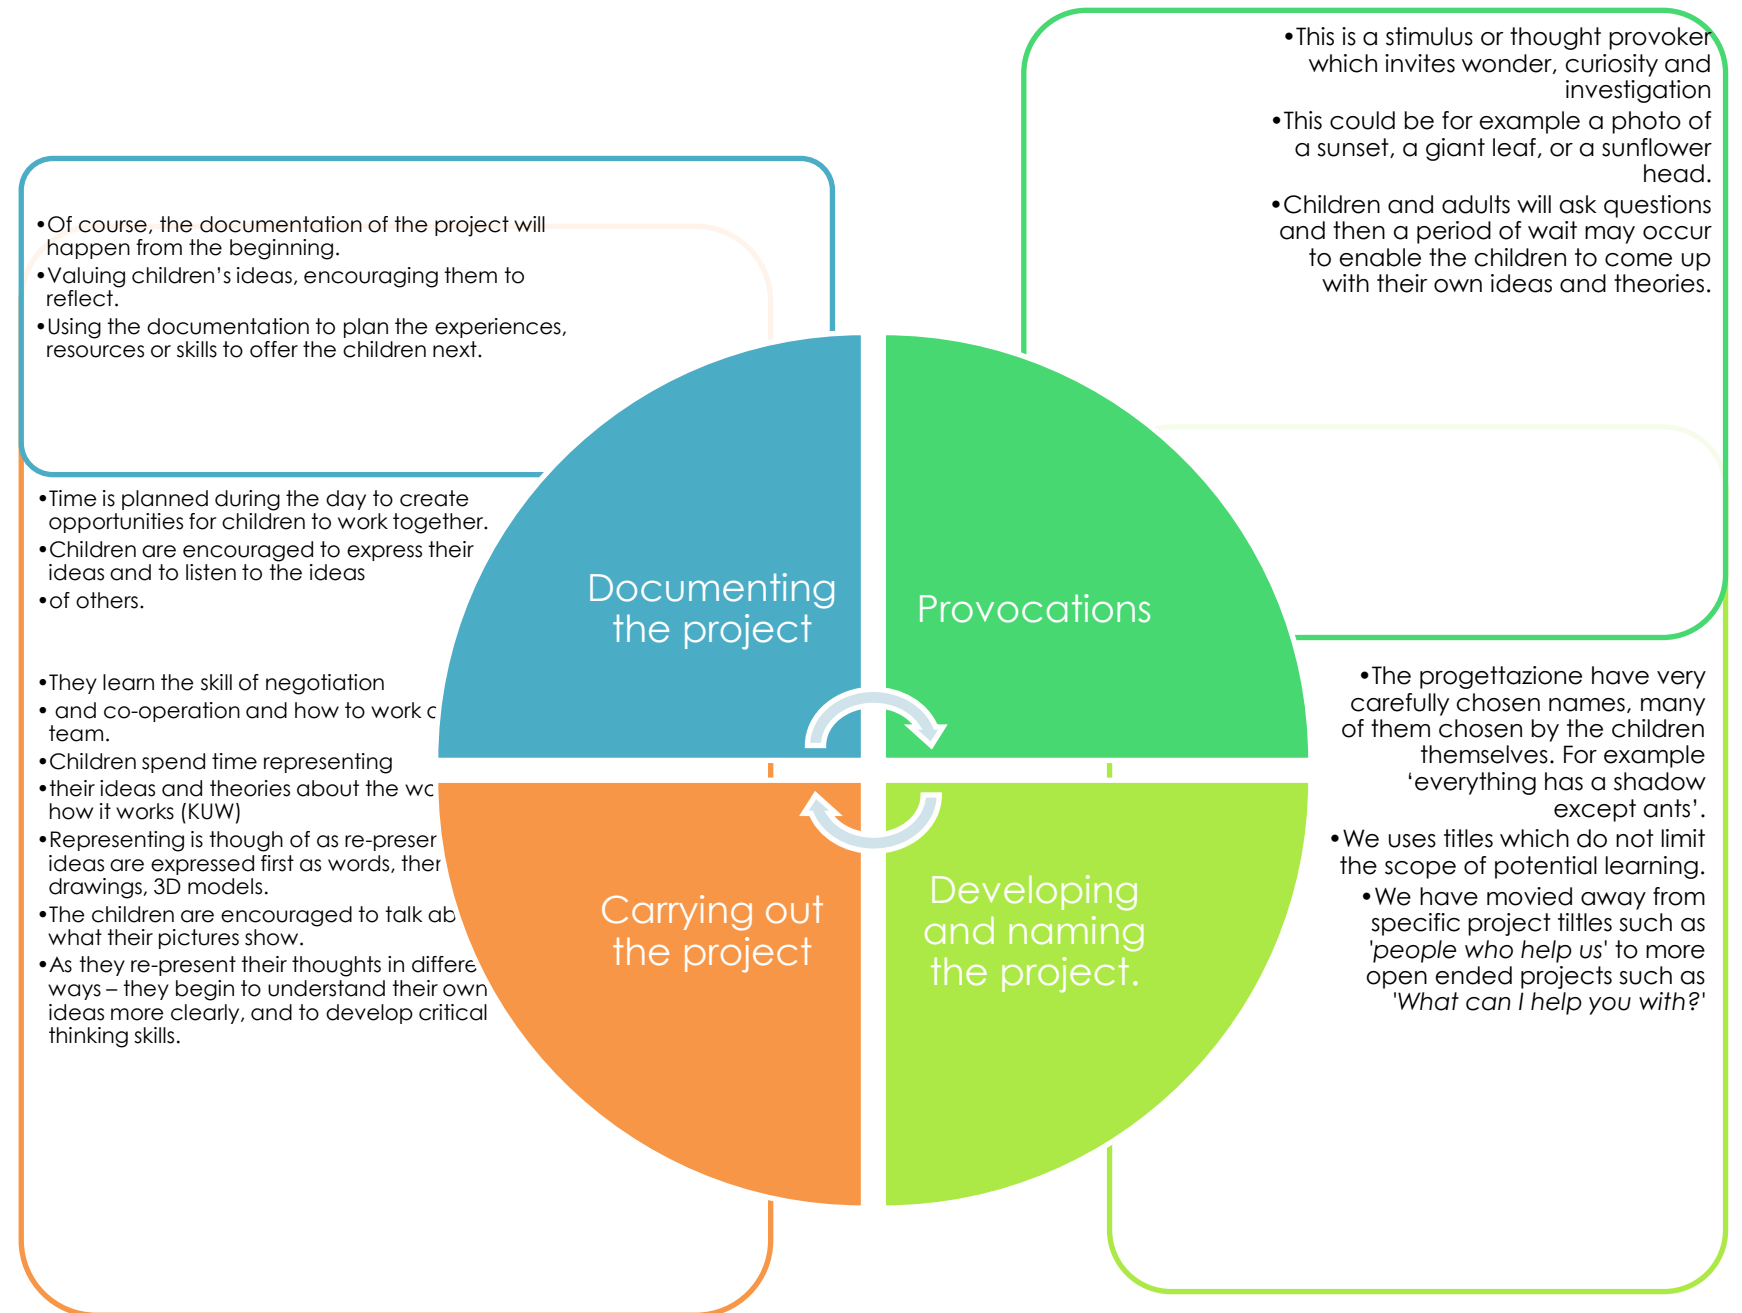 •This is a stimulus or thought provoker
which invites wonder, curiosity and
investigation
•This could be for example a photo of
a sunset, a giant leaf, or a sunflower
head.
•Children and adults will ask questions
and then a period of wait may occur
to enable the children to come up
with their own ideas and theories.
•Of course, the documentation of the project will
happen from the beginning.
•Valuing children's ideas, encouraging them to
reflect.
•Using the documentation to plan the experiences,
resources or skills to offer the children next.
•Time is planned during the day to create
opportunities for children to work together.
•Children are encouraged to express their
ideas and to listen to the ideas
•of others.
•They learn the skill of negotiation
• and co-operation and how to work
team.
•Children spend time representing
•their ideas and theories about the
how it works (KUW)
•Representing is though of as
ideas are expressed first as words,
drawings, 3D models.
•The children are encouraged to talk
what their pictures show.
•As they re-present their thoughts in
ways – they begin to understand their own
ideas more clearly, and to develop critical
thinking skills.
Documenting
the project
Provocations
Carrying out
the project
Developing
and naming
the project.
•The progettazione have very
carefully chosen names, many
of them chosen by the children
themselves. For example
‘everything has a shadow
except ants’.
•We uses titles which do not limit
the scope of potential learning.
•We have movied away from
specific project tiltles such as
'people who help us' to more
open ended projects such as
'What can I help you with?'